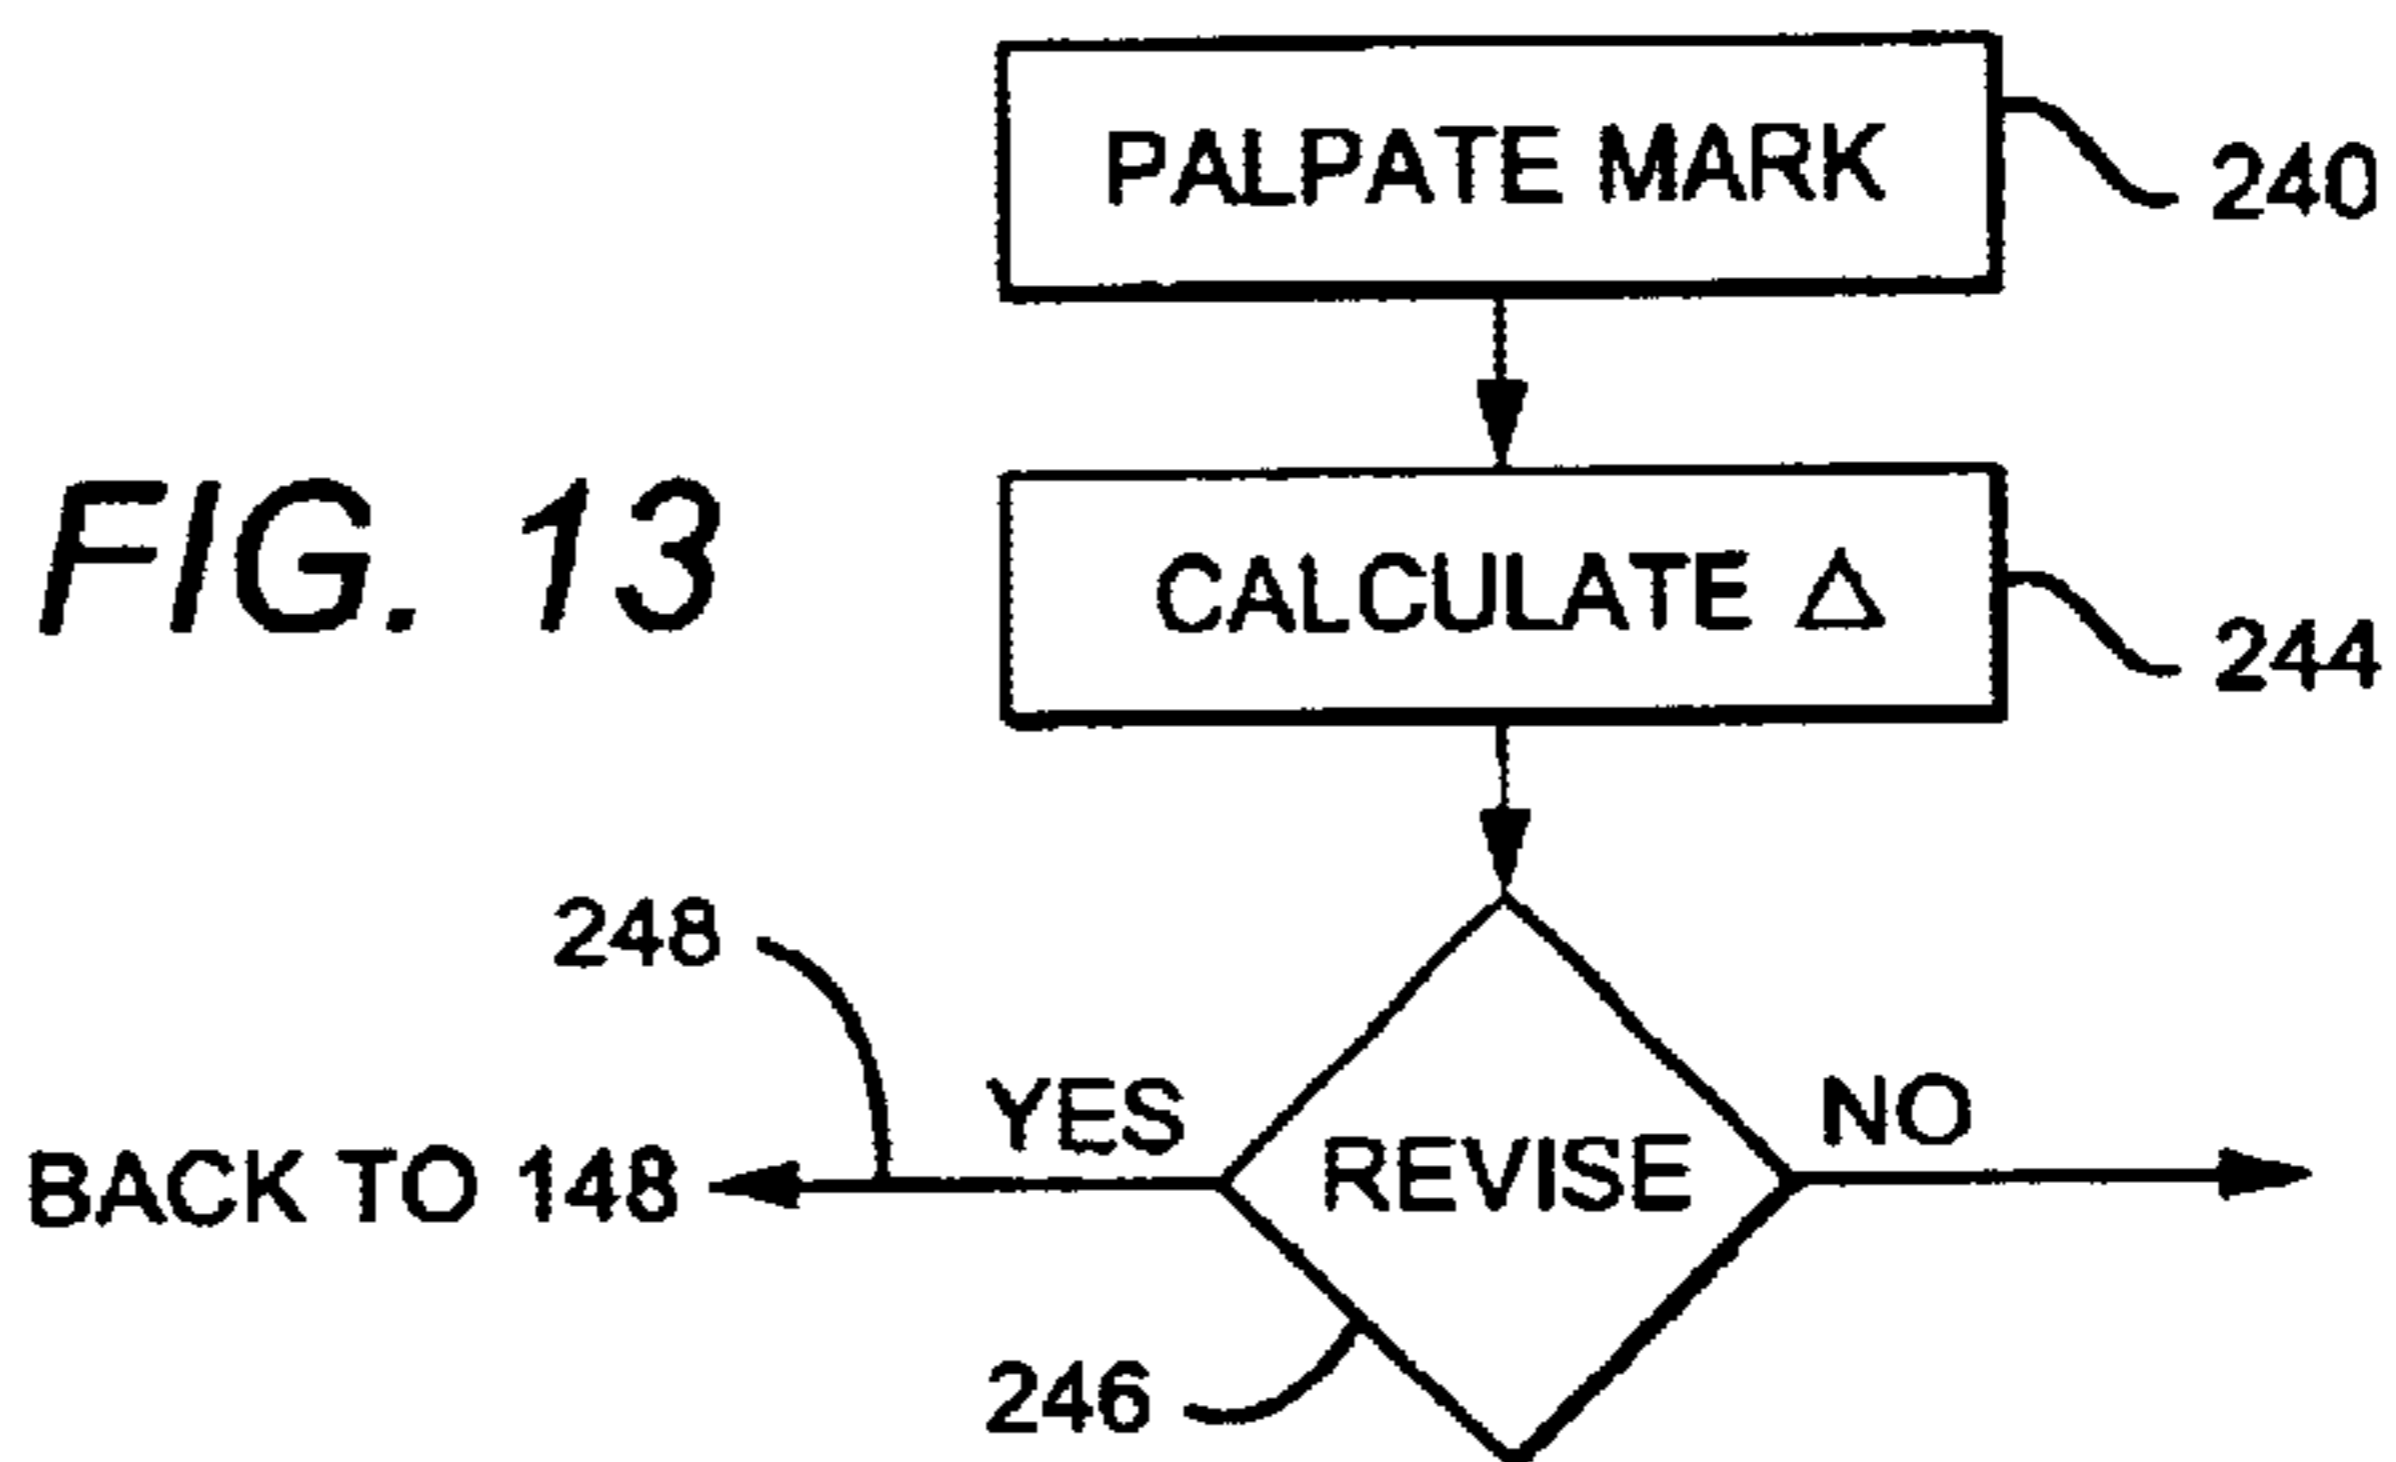 PALPATE MARK
240
FIG. 13
CALCULATE △
244
248
YES
NO
BACK TO 148
REVISE
246